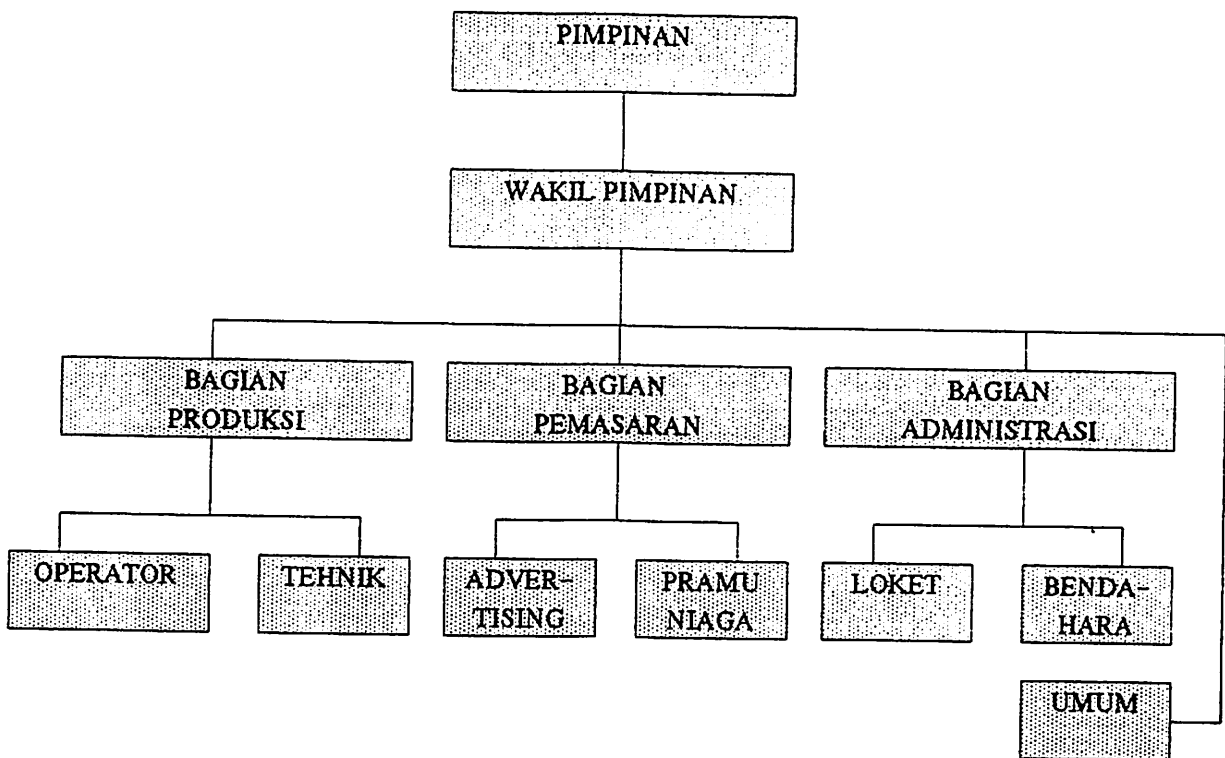 PIMPINAN
WAKIL PIMPINAN
BAGIAN
PRODUKSI
BAGIAN
PEMASARAN
BAGIAN
ADMINISTRASI
OPERATOR
TEHNIK
ADVER-
TISING
PRAMU
NIAGA
LOKET
BENDA-
HARA
UMUM